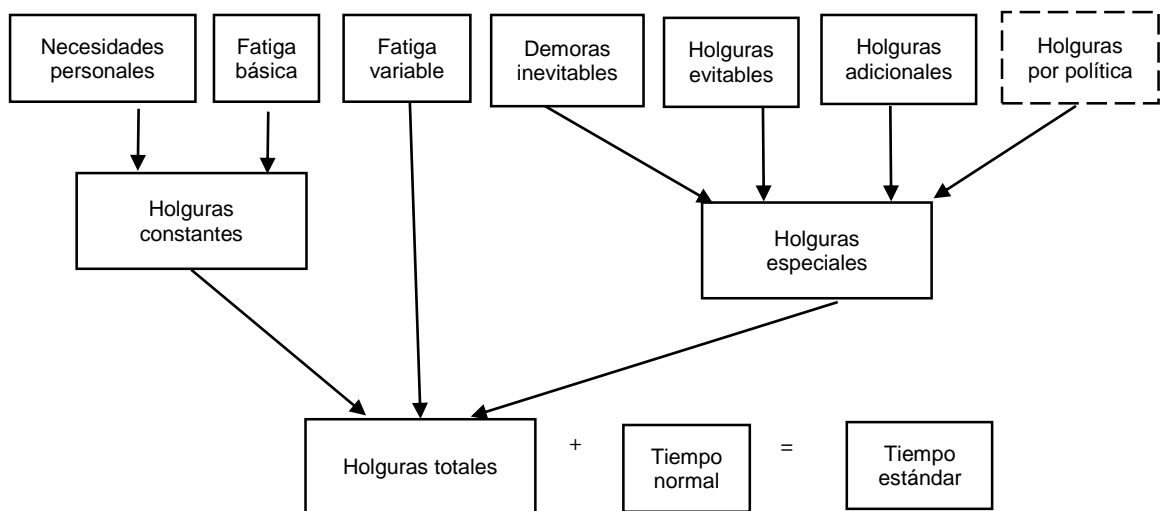 Necesidades
personales
Fatiga
básica
Fatiga
variable
Demoras
inevitables
Holguras
evitables
Holguras
adicionales
Holguras
por política
Holguras
constantes
Holguras
especiales
Holguras totales
+
Tiempo
normal
=
Tiempo
estándar